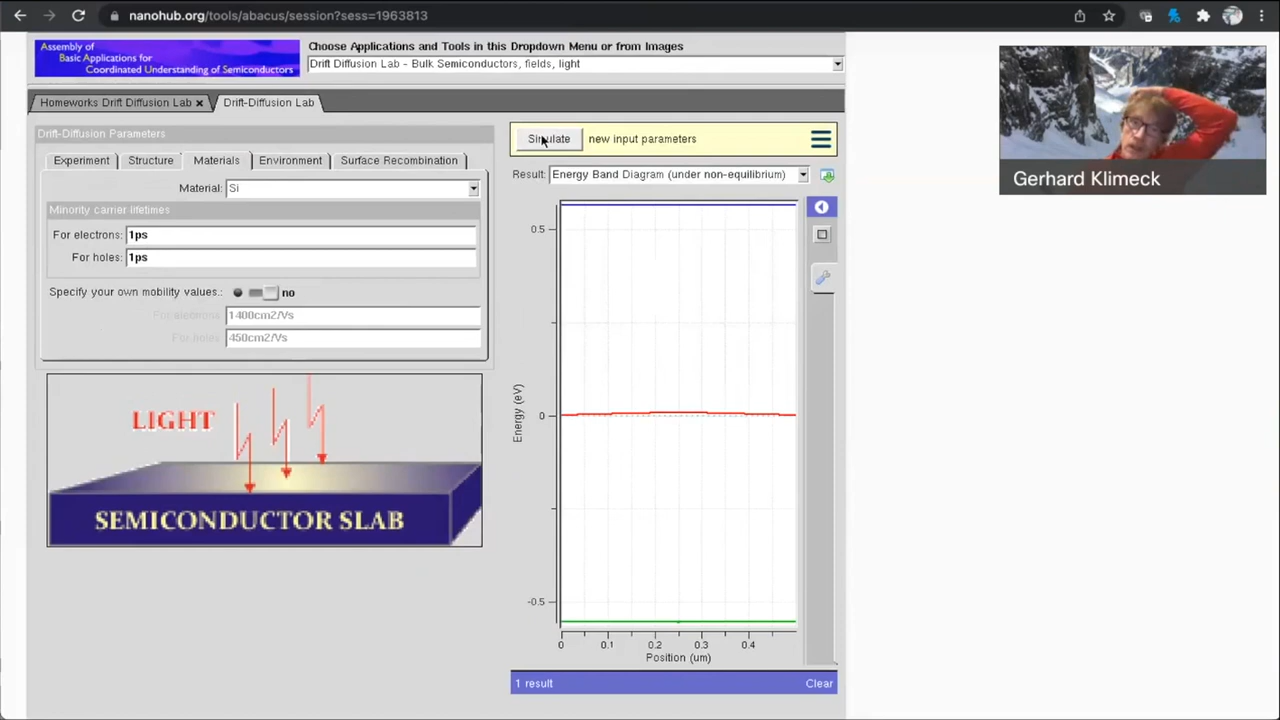 nanohub.org/tools/abacus/session?sess=1963813
Assembly of
Basic Applications for
Coordinated Understanding of Semiconductors
Choose Applications and Tools in this Dropdown Menu or from Images
Drift Diffusion Lab - Bulk Semiconductors, fields, light
Homeworks Drift Diffusion Lab × Drift-Diffusion Lab
Drift-Diffusion Parameters
Experiment Structure Materials Environment Surface Recombination
Material: Si
Minority carrier lifetimes
For electrons: 1ps
For holes: 1ps
Specify your own mobility values.: no
For electrons: 1400cm2/Vs
For holes: 450cm2/Vs
LIGHT
SEMICONDUCTOR SLAB
Simulate new input parameters
Result: Energy Band Diagram (under non-equilibrium)
0.5
0
-0.5
Energy (eV)
0 0.1 0.2 0.3 0.4
Position (um)
1 result Clear
Gerhard Klimeck